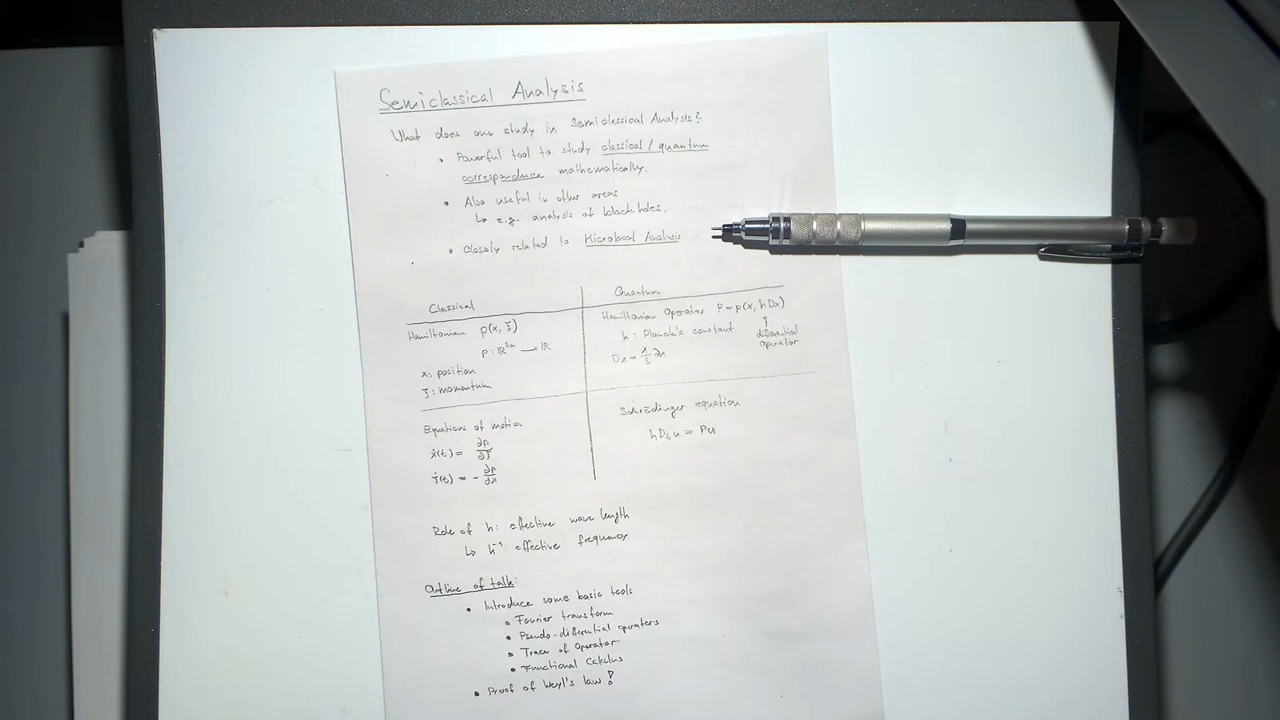 Semiclassical Analysis
What does one study in Semiclassical Analysis?
• Powerful tool to study classical / quantum
correspondence mathematically.
• Also useful in other areas
↳ e.g. analysis of black holes.
• Closely related to Microlocal Analysis
Classical
Quantum
Hamiltonian p(x, ξ)
p: ℝ²ⁿ → ℝ
x: position
ξ: momentum
Hamiltonian Operator P = p(x, hDx)
h: Planck's constant
↑
differential
operator
Dx = 1/i ∂x
Equations of motion
ẋ(t) = ∂p/∂ξ
ξ̇(t) = - ∂p/∂x
Schrödinger equation
hDₜu = Pu
Role of h: effective wave length
↳ h⁻¹: effective frequency
Outline of talk:
• Introduce some basic tools
• Fourier transform
• Pseudo-differential operators
• Trace of Operator
• Functional Calculus
• Proof of Weyl's law!